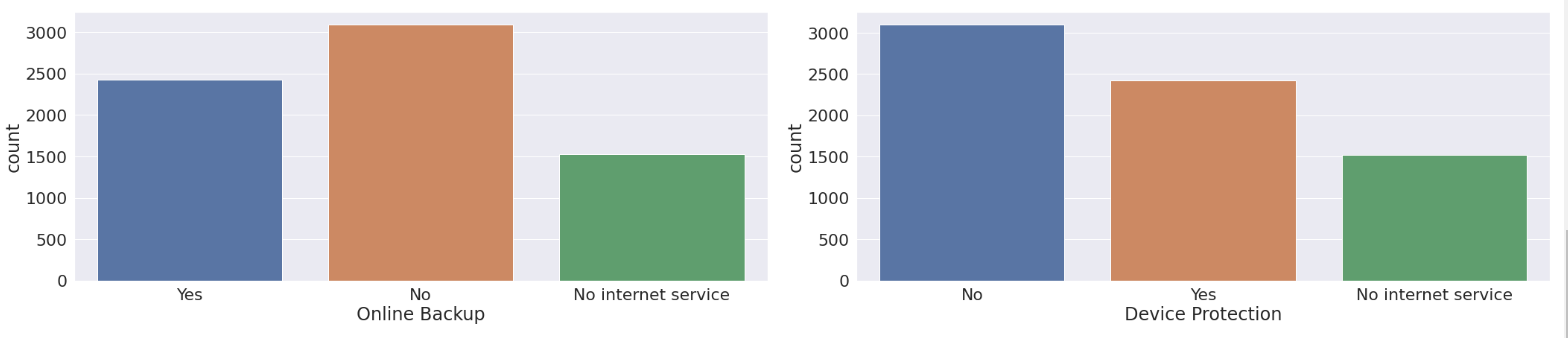 count
3000
2500
2000
1500
1000
500
0
Yes No No internet service
Online Backup
count
3000
2500
2000
1500
1000
500
0
No Yes No internet service
Device Protection